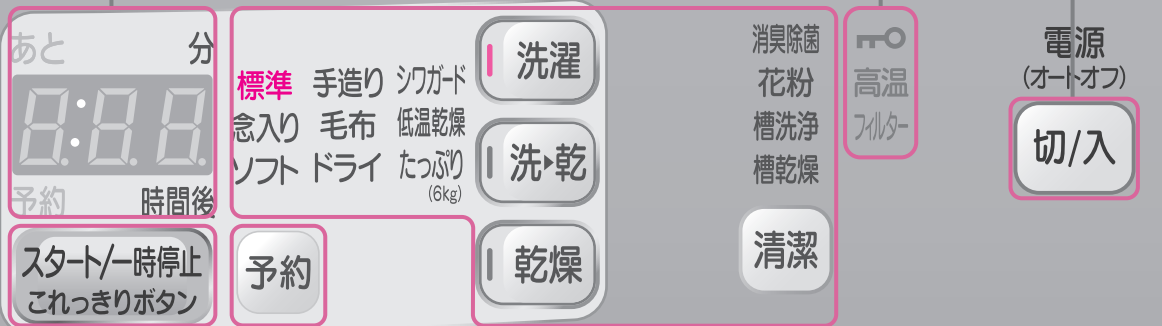 あと 分
8:88
予約 時間後
スタート/一時停止
これっきりボタン
標準 手造り シワガード
念入り 毛布 低温乾燥
ソフト ドライ たっぷり
(6kg)
予約
洗濯
洗▸乾
乾燥
消臭除菌
花粉
槽洗浄
槽乾燥
清潔
高温
フィルター
電源
(オートオフ)
切/入